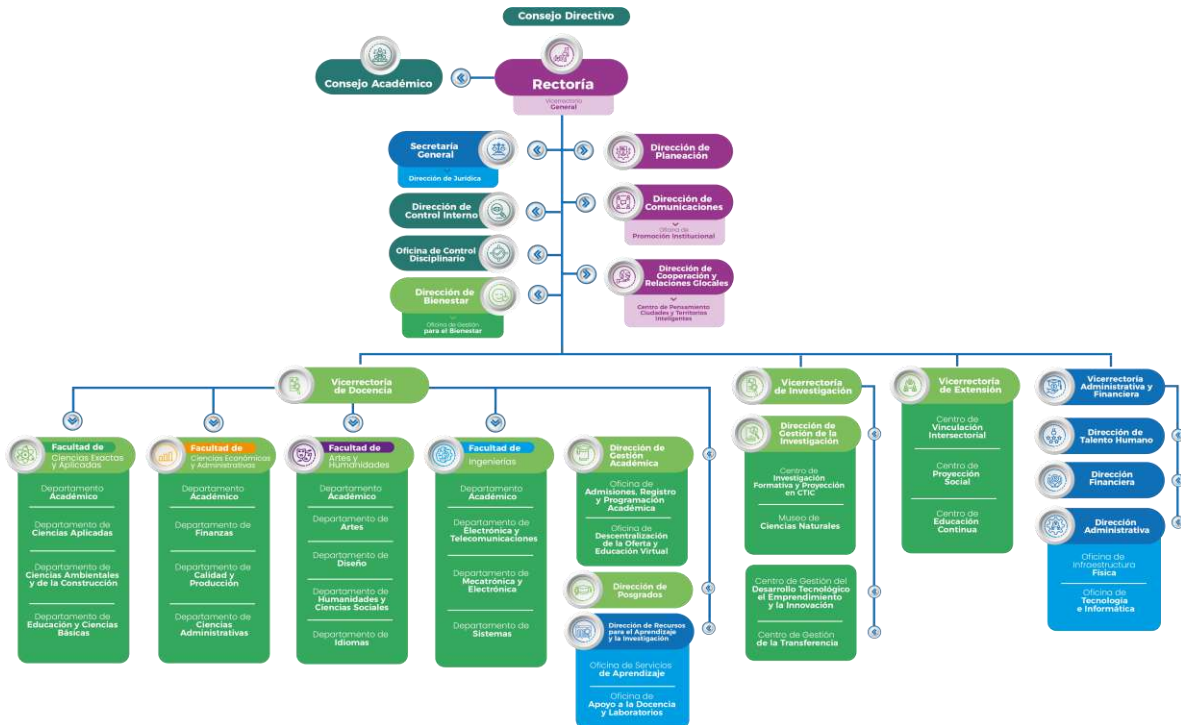 Consejo Directivo
Consejo Académico
Rectoría
Vicerrectoría
General
Secretaría
General
Dirección de Jurídica
Dirección de
Planeación
Dirección de
Control Interno
Dirección de
Comunicaciones
Oficina de
Promoción Institucional
Oficina de Control
Disciplinario
Dirección de
Cooperación y
Relaciones Glocales
Centro de Pensamiento
Ciudades y Territorios
Inteligentes
Dirección de
Bienestar
Oficina de Gestión
para el Bienestar
Vicerrectoría
de Docencia
Facultad de
Ciencias Exactas
y Aplicadas
Departamento
Académico
Departamento de
Ciencias Aplicadas
Departamento de
Ciencias Ambientales
y de la Construcción
Departamento de
Educación y Ciencias
Básicas
Facultad de
Ciencias Económicas
y Administrativas
Departamento
Académico
Departamento de
Finanzas
Departamento de
Calidad y
Producción
Departamento de
Ciencias
Administrativas
Facultad de
Artes y
Humanidades
Departamento
Académico
Departamento de
Artes
Departamento de
Diseño
Departamento de
Humanidades y
Ciencias Sociales
Departamento de
Idiomas
Facultad de
Ingenierías
Departamento
Académico
Departamento de
Electrónica y
Telecomunicaciones
Departamento de
Mecatrónica y
Electrónica
Departamento de
Sistemas
Dirección de
Gestión
Académica
Oficina de
Admisiones, Registro
y Programación
Académica
Oficina de
Descentralización
de la Oferta y
Educación Virtual
Dirección de
Posgrados
Dirección de Recursos
para el Aprendizaje
y la Investigación
Oficina de Servicios
de Aprendizaje
Oficina de
Apoyo a la Docencia
y Laboratorios
Vicerrectoría
de Investigación
Dirección de
Gestión de la
Investigación
Centro de
Investigación
Formativa y Proyección
en CTIC
Museo de
Ciencias Naturales
Centro de Gestión del
Desarrollo Tecnológico
el Emprendimiento
y la Innovación
Centro de Gestión
de la Transferencia
Vicerrectoría
de Extensión
Centro de
Vinculación
Intersectorial
Centro de
Proyección
Social
Centro de
Educación
Continua
Vicerrectoría
Administrativa y
Financiera
Dirección de
Talento Humano
Dirección
Financiera
Dirección
Administrativa
Oficina de
Infraestructura
Física
Oficina de
Tecnología
e Informática